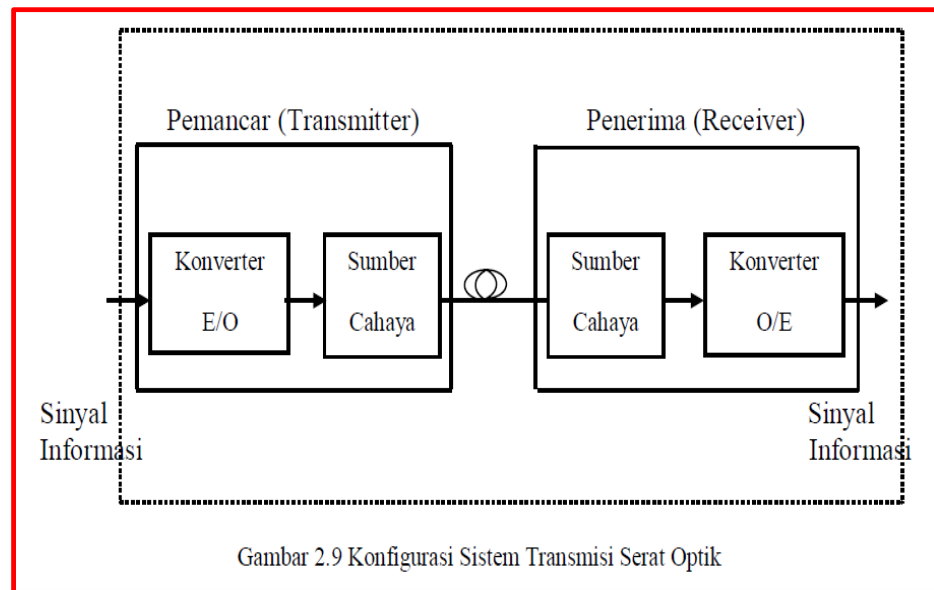 Pemancar (Transmitter)
Penerima (Receiver)
Konverter
E/O
Sumber
Cahaya
Sumber
Cahaya
Konverter
O/E
Sinyal
Informasi
Sinyal
Informasi
Gambar 2.9 Konfigurasi Sistem Transmisi Serat Optik